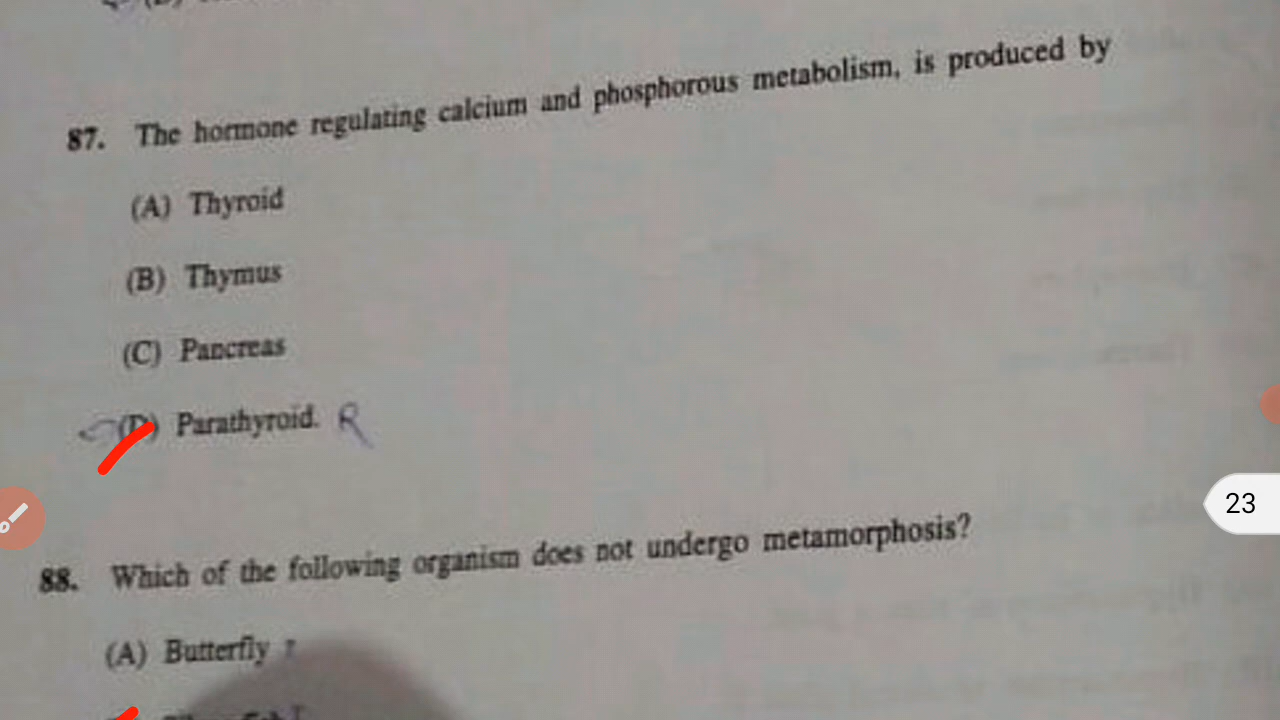 87. The hormone regulating calcium and phosphorous metabolism, is produced by
(A) Thyroid
(B) Thymus
(C) Pancreas
(D) Parathyroid. R
23
88. Which of the following organism does not undergo metamorphosis?
(A) Butterfly